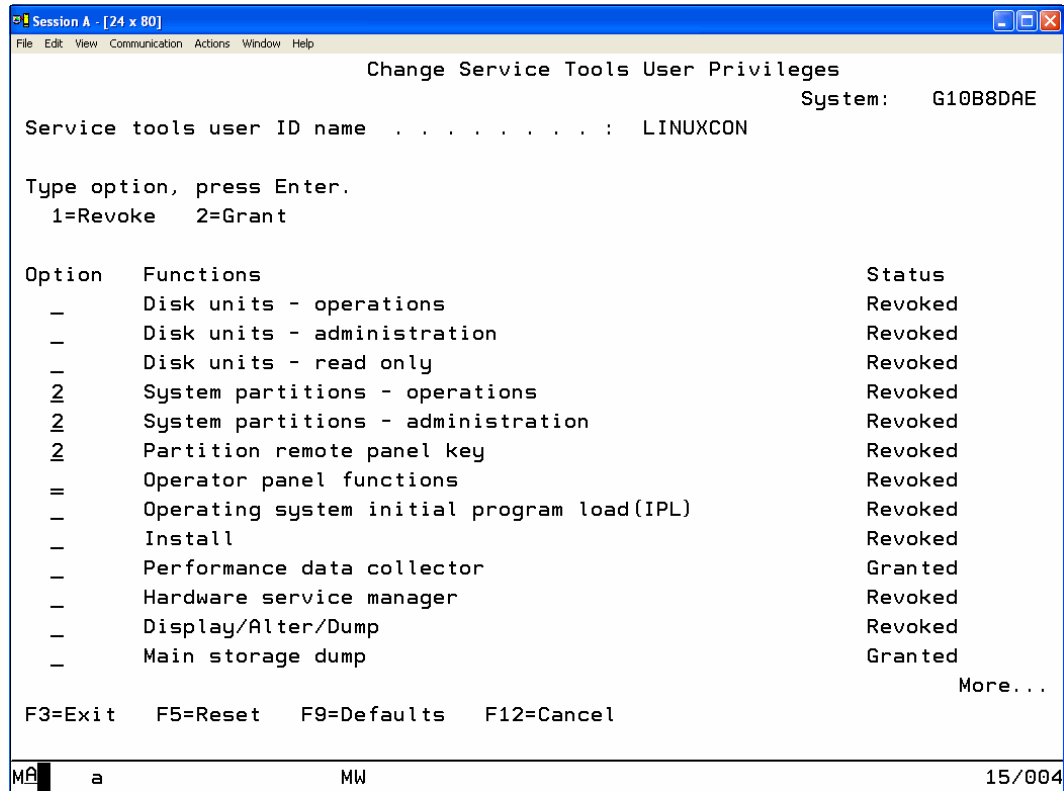 Session A - [24 x 80]
File Edit View Communication Actions Window Help
Change Service Tools User Privileges
System: G10B8DAE
Service tools user ID name . . . . . . . . : LINUXCON
Type option, press Enter.
1=Revoke 2=Grant
Option Functions Status
_ Disk units - operations Revoked
_ Disk units - administration Revoked
_ Disk units - read only Revoked
2 System partitions - operations Revoked
2 System partitions - administration Revoked
2 Partition remote panel key Revoked
_ Operator panel functions Revoked
_ Operating system initial program load(IPL) Revoked
_ Install Revoked
_ Performance data collector Granted
_ Hardware service manager Revoked
_ Display/Alter/Dump Revoked
_ Main storage dump Granted
More...
F3=Exit F5=Reset F9=Defaults F12=Cancel
MA a MW 15/004